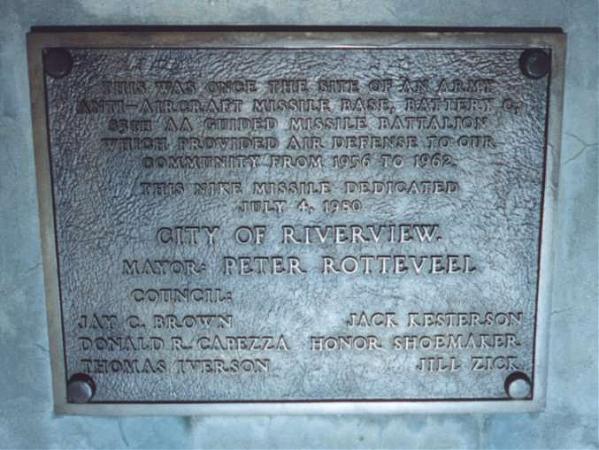 THIS WAS ONCE THE SITE OF AN ARMY
ANTI-AIRCRAFT MISSILE BASE, BATTERY C,
85TH AA GUIDED MISSILE BATTALION
WHICH PROVIDED AIR DEFENSE TO OUR
COMMUNITY FROM 1956 TO 1962.
THIS NIKE MISSILE DEDICATED
JULY 4, 1980
CITY OF RIVERVIEW.
MAYOR: PETER ROTTEVEEL
COUNCIL:
JAY C. BROWN JACK KESTERSON
DONALD R. CAPEZZA HONOR SHOEMAKER
THOMAS IVERSON JILL ZICK